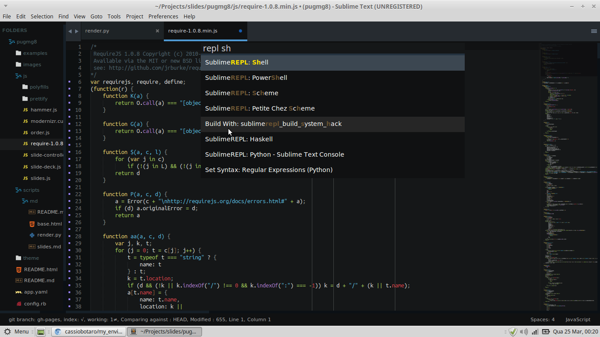 ~/Projects/slides/pugmg8/js/require-1.0.8.min.js • (pugmg8) - Sublime Text (UNREGISTERED)
File Edit Selection Find View Goto Tools Project Preferences Help
FOLDERS
render.py
require-1.0.8.min.js
pugmg8
examples
images
js
polyfills
prettify
hammer.js
modernizr.cu
order.js
require-1.0.8
slide-controls
slide-deck.js
slides.js
scripts
md
README.m
base.html
render.py
slides.md
theme
README.html
README.md
app.yaml
config.rb
repl sh
SublimeREPL: Shell
SublimeREPL: PowerShell
SublimeREPL: Scheme
SublimeREPL: Petite Chez Scheme
Build With: sublimerepl_build_system_hack
SublimeREPL: Haskell
SublimeREPL: Python - Sublime Text Console
Set Syntax: Regular Expressions (Python)
/*
RequireJS 1.0.8 Copyright (c) 2010
Available via the MIT or new BSD
see: http://github.com/jrburke/
*/
var requirejs, require, define;
(function(r) {
function K(a) {
return O.call(a) === "[objec
}
function G(a) {
return O.call(a) === "[objec
}
function S(a, c, l) {
for (var j in c)
return d
}
function P(a, c, d) {
a = Error(c + "\nhttp://requirejs.org/docs/errors.html#" + a);
if (d) a.originalError = d;
return a
}
function aa(a, c, d) {
var j, k, t;
for (j = 0; t = c[j]; j++) {
t = typeof t === "string" ? {
name: t
} : t;
k = t.location;
if (d && (!k || k.indexOf("/") !== 0 && k.indexOf(":") === -1)) k = d + "/" + (k || t.name);
a[t.name] = {
name: t.name,
location: k ||
git branch: gh-pages, index: ✓, working: 1≠, Comparing against : HEAD, Modified : 655, Line 1, Column 1
Spaces: 4
JavaScript
Menu
cassiobotaro/my_envi...
~/Projects/slides/pug...
Qua 25 Mar, 00:20